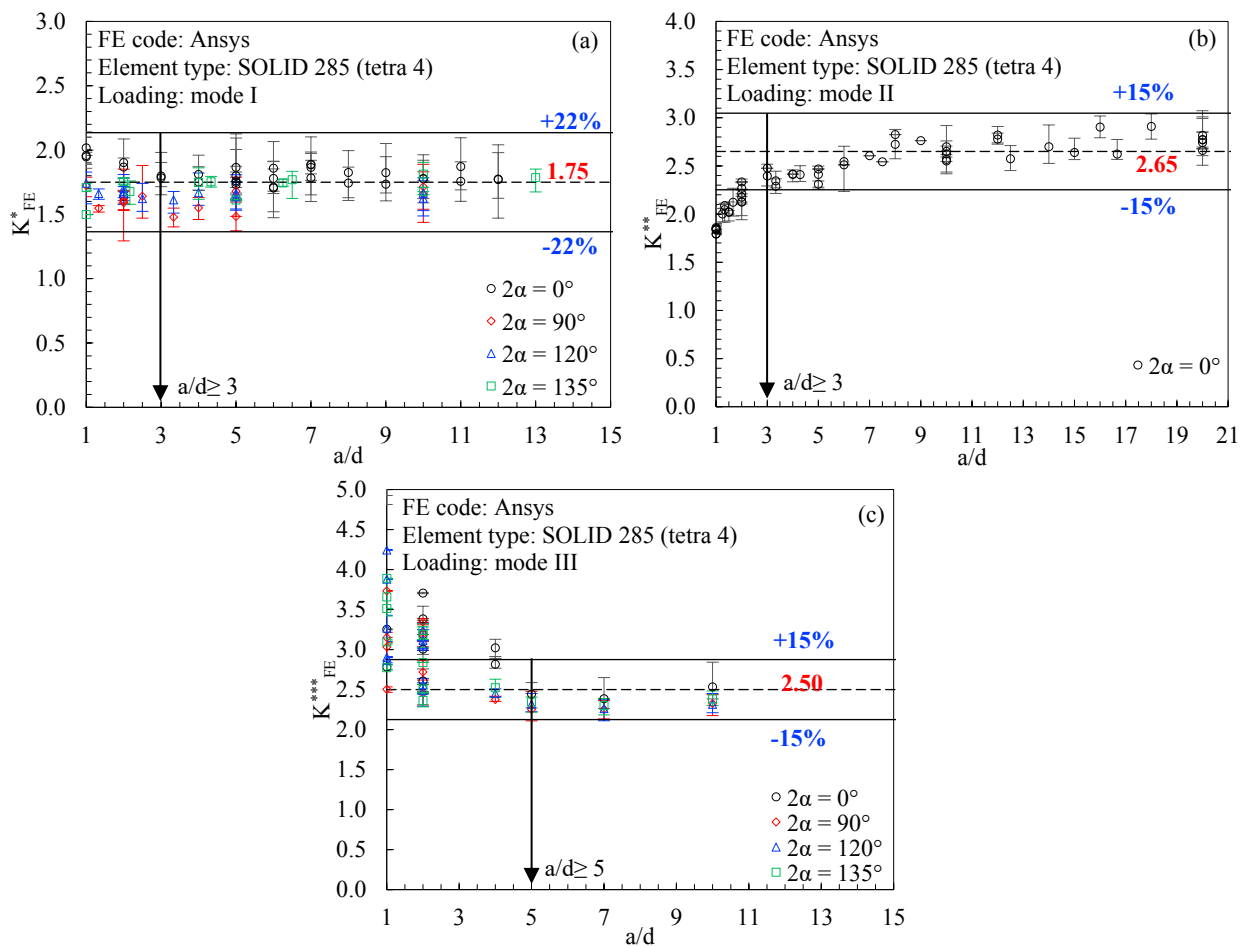 FE code: Ansys
(a)
Element type: SOLID 285 (tetra 4)
Loading: mode I
+22%
1.75
-22%
2α = 0°
2α = 90°
2α = 120°
2α = 135°
a/d≥ 3
K*FE
3.0
2.5
2.0
1.5
1.0
0.5
0.0
1 3 5 7 9 11 13 15
a/d
FE code: Ansys
(b)
Element type: SOLID 285 (tetra 4)
Loading: mode II
+15%
2.65
-15%
2α = 0°
a/d≥ 3
K**FE
4.0
3.5
3.0
2.5
2.0
1.5
1.0
0.5
0.0
1 3 5 7 9 11 13 15 17 19 21
a/d
FE code: Ansys
(c)
Element type: SOLID 285 (tetra 4)
Loading: mode III
+15%
2.50
-15%
2α = 0°
2α = 90°
2α = 120°
2α = 135°
a/d≥ 5
K***FE
5.0
4.5
4.0
3.5
3.0
2.5
2.0
1.5
1.0
0.5
0.0
1 3 5 7 9 11 13 15
a/d